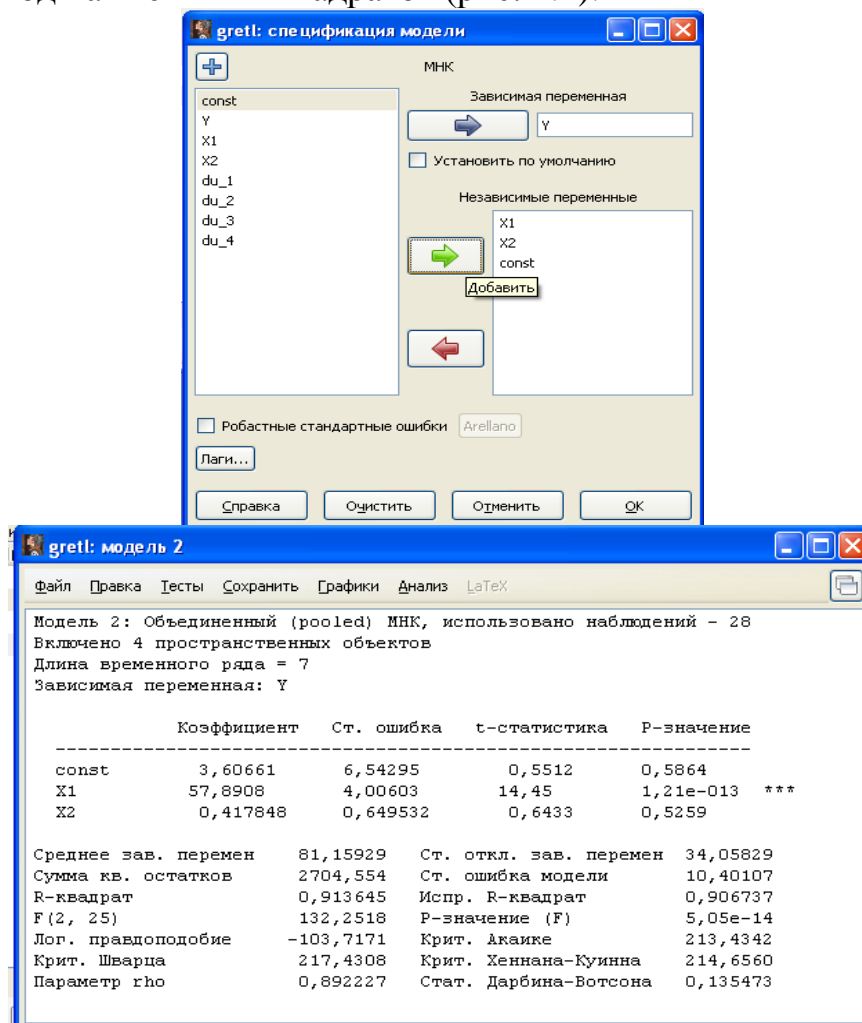 gretl: спецификация модели
МНК
const
Y
X1
X2
du_1
du_2
du_3
du_4
Зависимая переменная
Y
Установить по умолчанию
Независимые переменные
X1
X2
const
Добавить
Робастные стандартные ошибки Arellano
Лаги...
Справка Очистить Отменить OK
gretl: модель 2
Файл Правка Тесты Сохранить Графики Анализ LaTeX
Модель 2: Объединенный (pooled) МНК, использовано наблюдений - 28
Включено 4 пространственных объектов
Длина временного ряда = 7
Зависимая переменная: Y
Коэффициент Ст. ошибка t-статистика P-значение
const 3,60661 6,54295 0,5512 0,5864
X1 57,8908 4,00603 14,45 1,21e-013 ***
X2 0,417848 0,649532 0,6433 0,5259
Среднее зав. перемен 81,15929 Ст. откл. зав. перемен 34,05829
Сумма кв. остатков 2704,554 Ст. ошибка модели 10,40107
R-квадрат 0,913645 Испр. R-квадрат 0,906737
F(2, 25) 132,2518 P-значение (F) 5,05e-14
Лог. правдоподобие -103,7171 Крит. Акаике 213,4342
Крит. Шварца 217,4308 Крит. Хеннана-Куинна 214,6560
Параметр rho 0,892227 Стат. Дарбина-Вотсона 0,135473